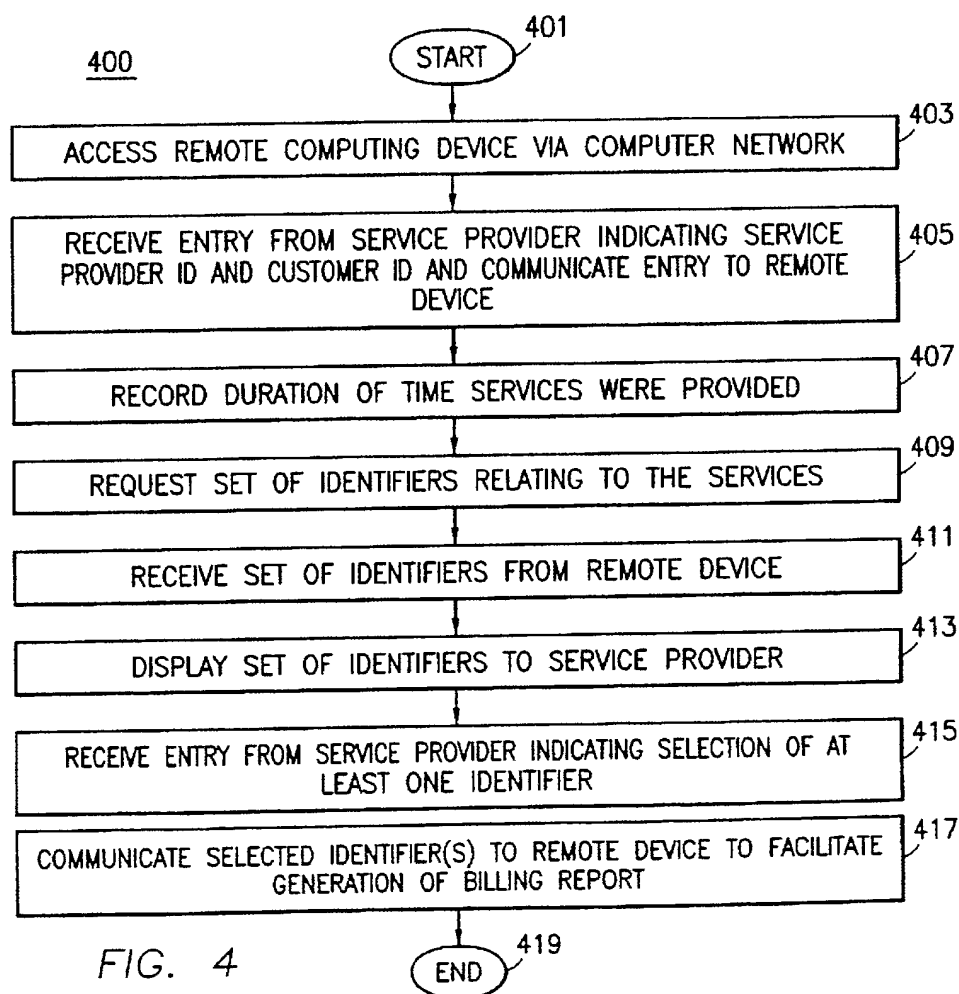 400
START
401
ACCESS REMOTE COMPUTING DEVICE VIA COMPUTER NETWORK
403
RECEIVE ENTRY FROM SERVICE PROVIDER INDICATING SERVICE
PROVIDER ID AND CUSTOMER ID AND COMMUNICATE ENTRY TO REMOTE
DEVICE
405
RECORD DURATION OF TIME SERVICES WERE PROVIDED
407
REQUEST SET OF IDENTIFIERS RELATING TO THE SERVICES
409
RECEIVE SET OF IDENTIFIERS FROM REMOTE DEVICE
411
DISPLAY SET OF IDENTIFIERS TO SERVICE PROVIDER
413
RECEIVE ENTRY FROM SERVICE PROVIDER INDICATING SELECTION OF AT
LEAST ONE IDENTIFIER
415
COMMUNICATE SELECTED IDENTIFIER(S) TO REMOTE DEVICE TO FACILITATE
GENERATION OF BILLING REPORT
417
END
419
FIG. 4